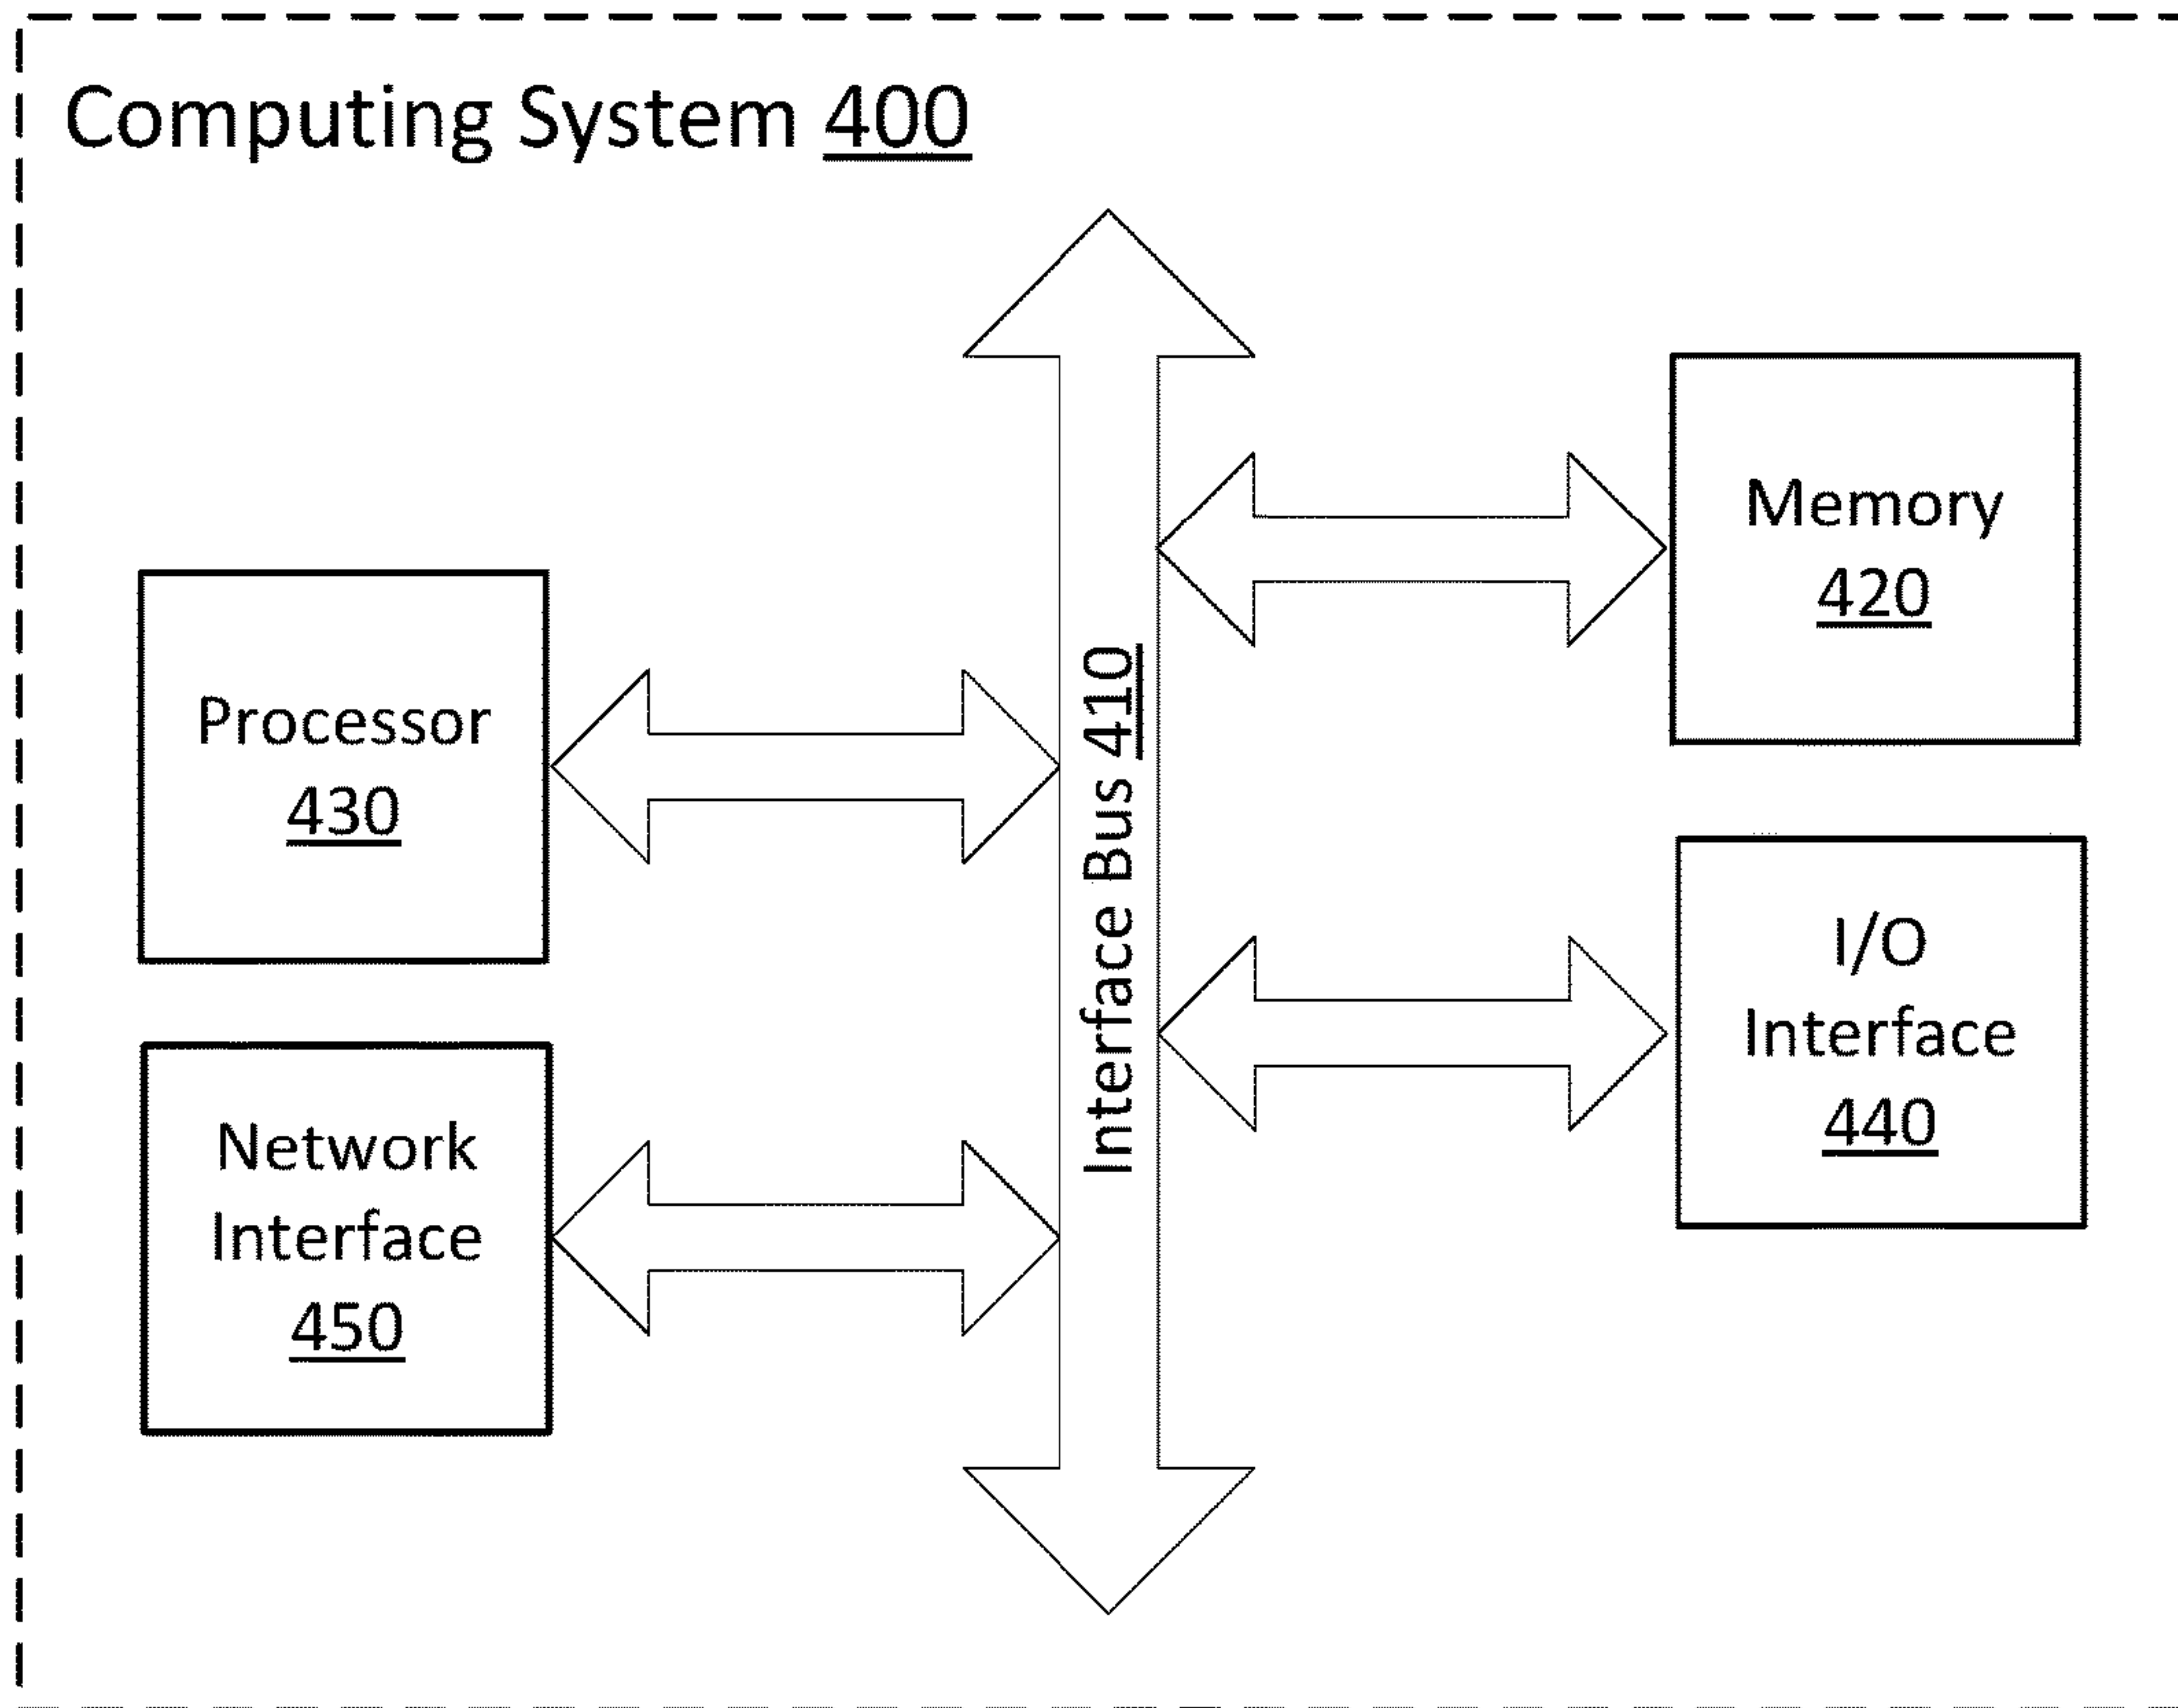 Computing System 400
Memory
420
Processor
430
Interface Bus 410
I/O
Interface
440
Network
Interface
450